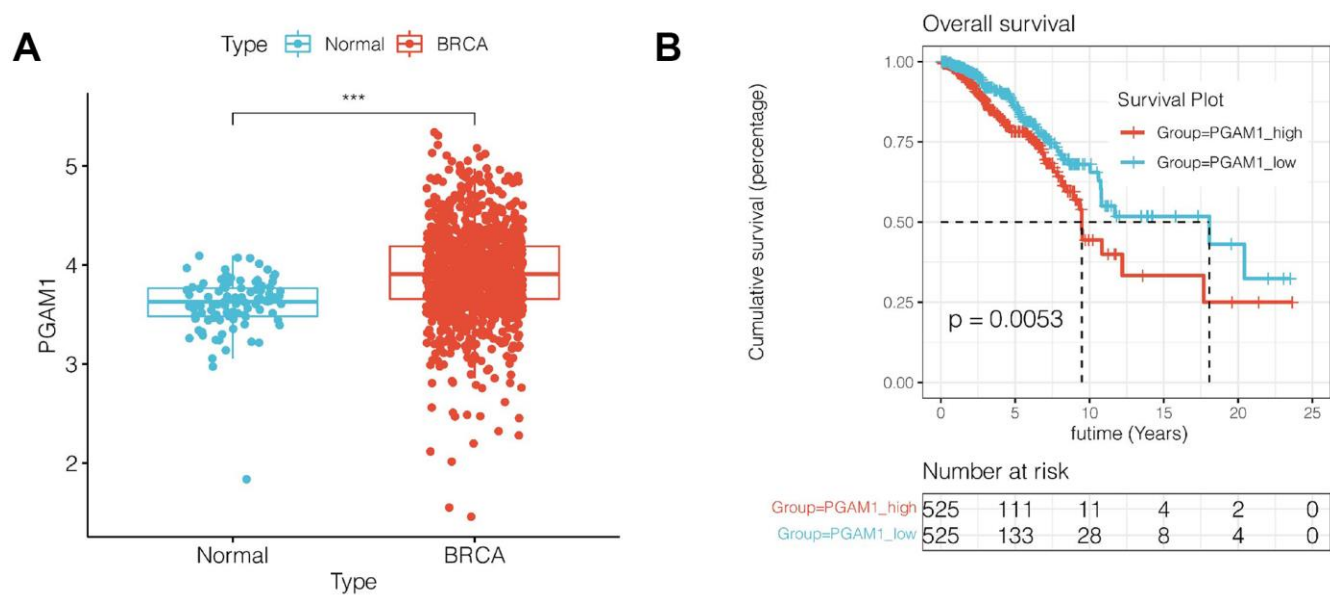 A
Type Normal BRCA
***
PGAM1
5
4
3
2
Normal BRCA
Type
B
Overall survival
Cumulative survival (percentage)
1.00
0.75
0.50
0.25
0.00
Survival Plot
Group=PGAM1_high
Group=PGAM1_low
p = 0.0053
0 5 10 15 20 25
futime (Years)
Number at risk
Group=PGAM1_high 525 111 11 4 2 0
Group=PGAM1_low 525 133 28 8 4 0